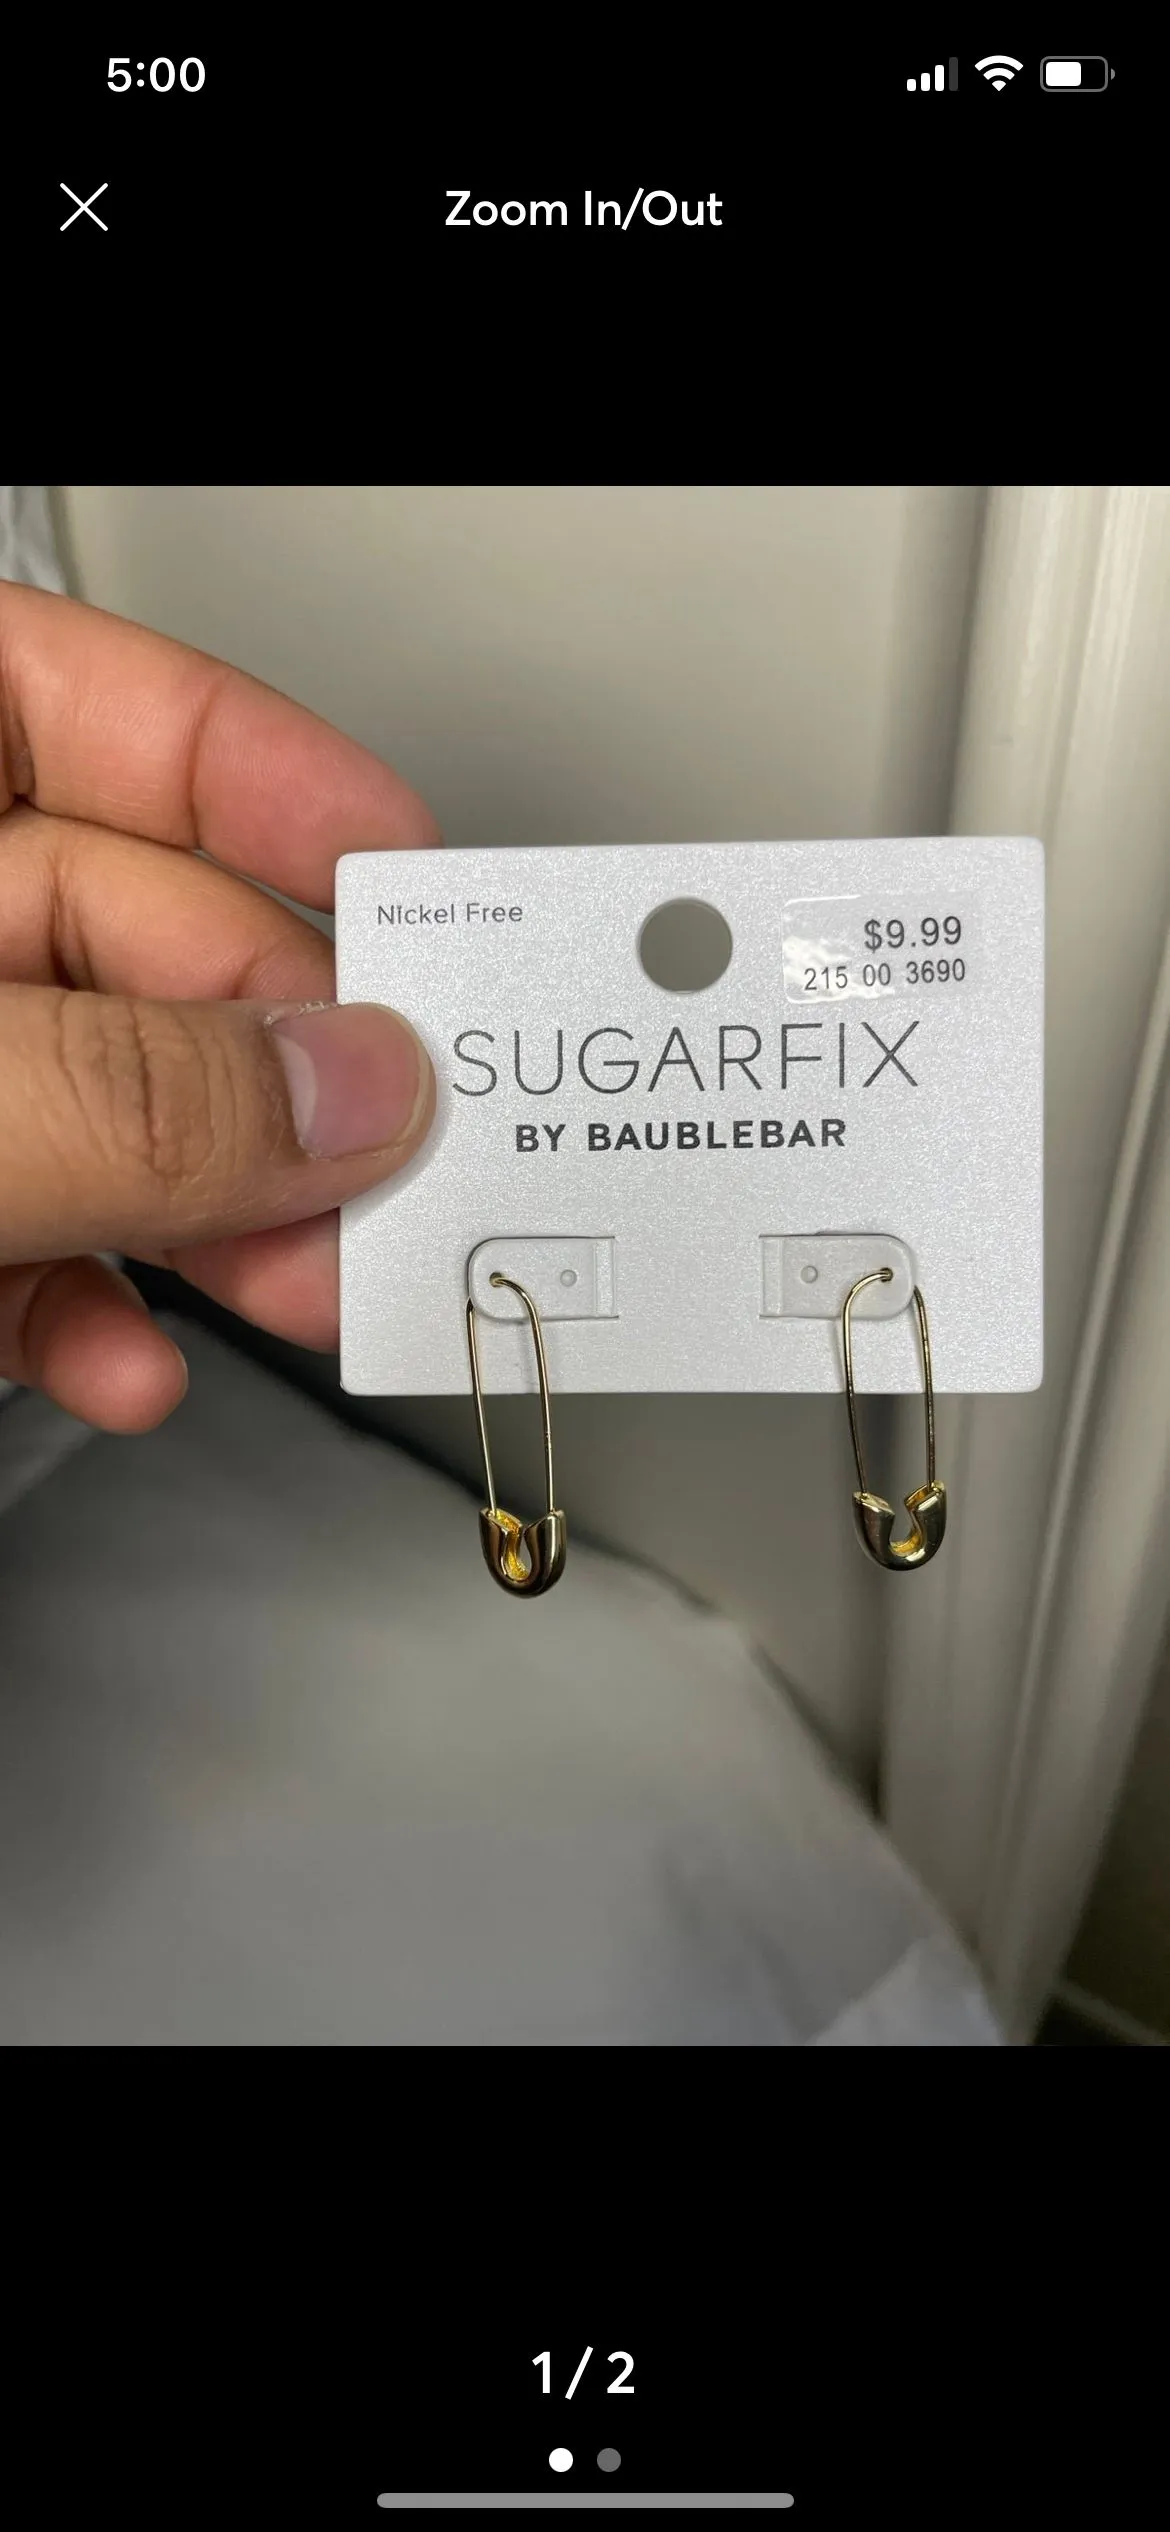 5:00
Zoom In/Out
Nickel Free
$9.99
215 00 3690
SUGARFIX
BY BAUBLEBAR
1/2